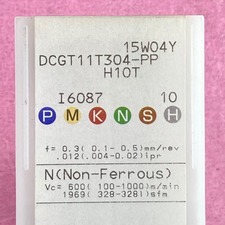 15W04Y
DCGT11T304-PP
H10T
I6087 10
P M K N S H
f= 0.3( 0.1- 0.5)mm/rev
.012(.004-0.02)ipr
N(Non-Ferrous)
Vc= 600( 100-1000)m/min
1969( 328-3281)sfm